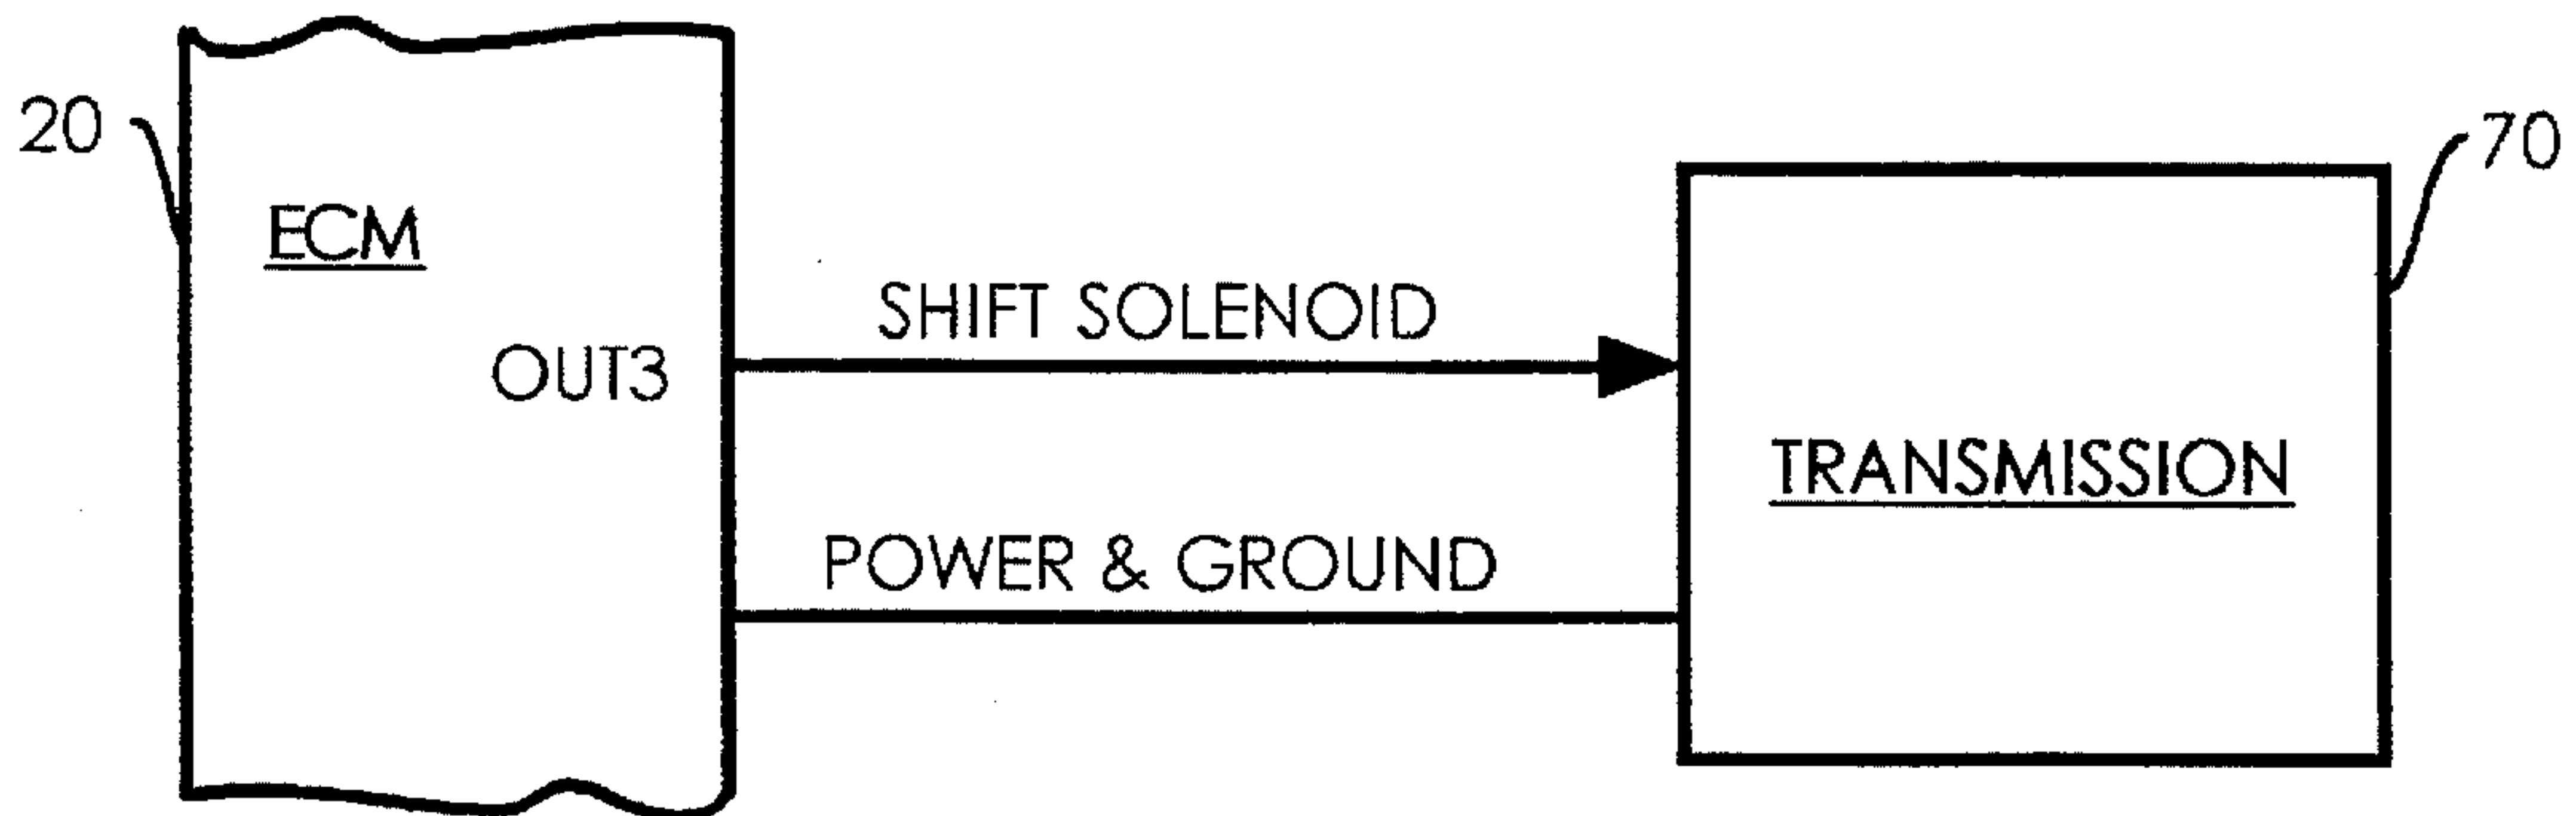 20
70
ECM
SHIFT SOLENOID
OUT3
TRANSMISSION
POWER & GROUND